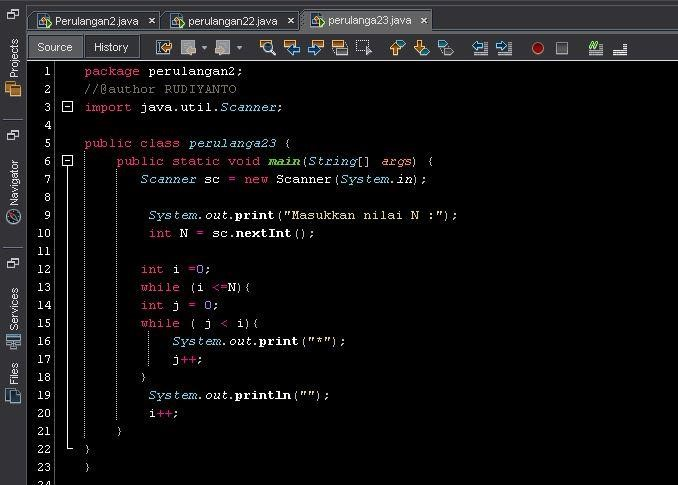 Perulangan2.java
perulangan22.java
perulanga23.java
Source
History
Projects
Navigator
Services
Files
1 package perulangan2;
2 //@author RUDIYANTO
3 import java.util.Scanner;
4
5 public class perulanga23 {
6 public static void main(String[] args) {
7 Scanner sc = new Scanner(System.in);
8
9 System.out.print("Masukkan nilai N :");
10 int N = sc.nextInt();
11
12 int i =0;
13 while (i <=N){
14 int j = 0;
15 while ( j < i){
16 System.out.print("*");
17 j++;
18 }
19 System.out.println("");
20 i++;
21 }
22 }
23 }